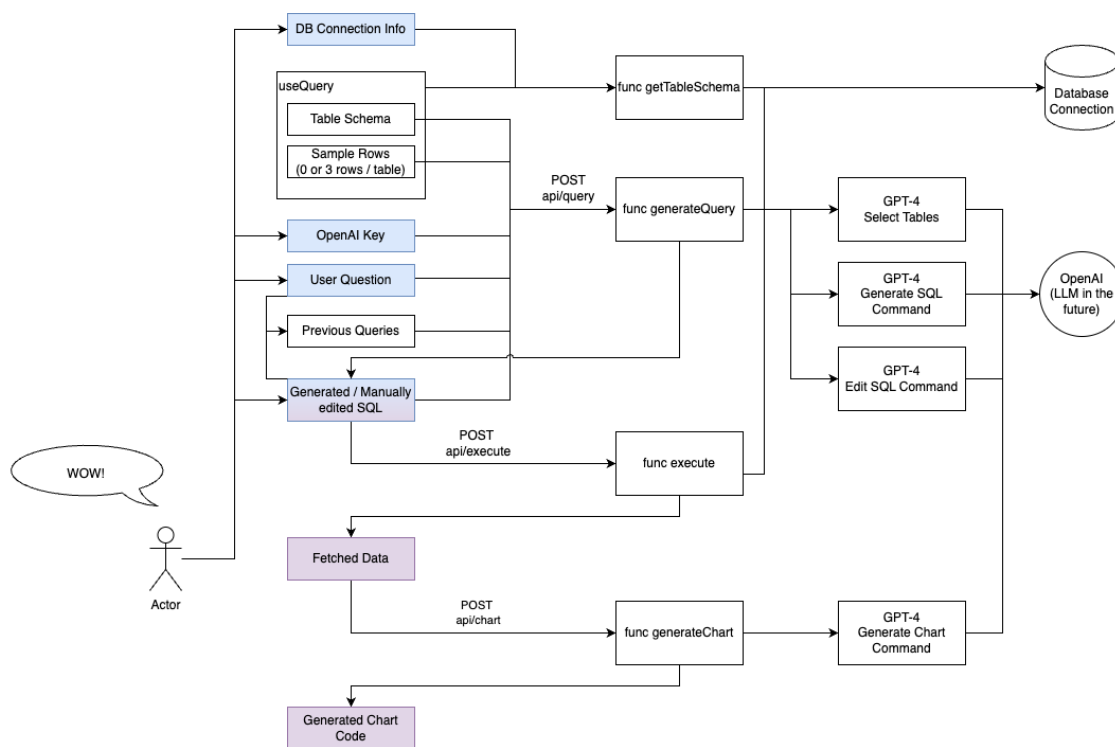 DB Connection Info
useQuery
Table Schema
Sample Rows
(0 or 3 rows / table)
func getTableSchema
Database
Connection
POST
api/query
func generateQuery
GPT-4
Select Tables
OpenAI Key
User Question
GPT-4
Generate SQL
Command
OpenAI
(LLM in the
future)
Previous Queries
GPT-4
Edit SQL Command
Generated / Manually
edited SQL
POST
api/execute
func execute
WOW!
Actor
Fetched Data
POST
api/chart
func generateChart
GPT-4
Generate Chart
Command
Generated Chart
Code